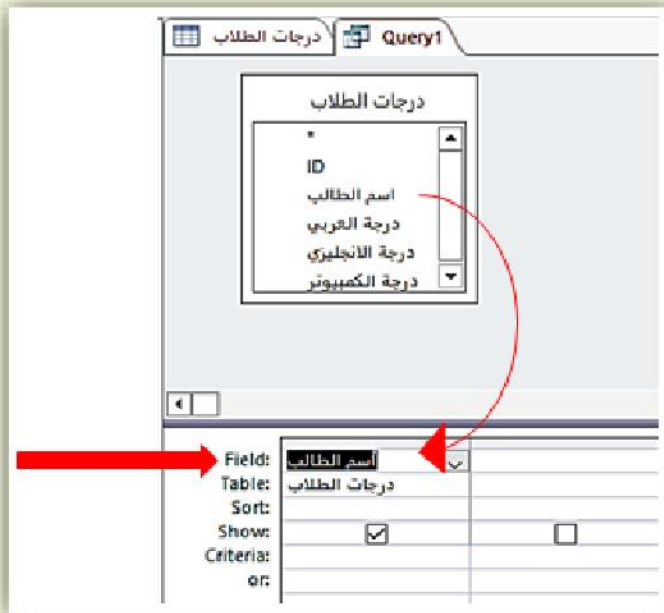 درجات الطلاب Query1
درجات الطلاب
*
ID
اسم الطالب
درجة العربي
درجة الانجليزي
درجة الكمبيوتر
Field: اسم الطالب
Table: درجات الطلاب
Sort:
Show:
Criteria:
or: